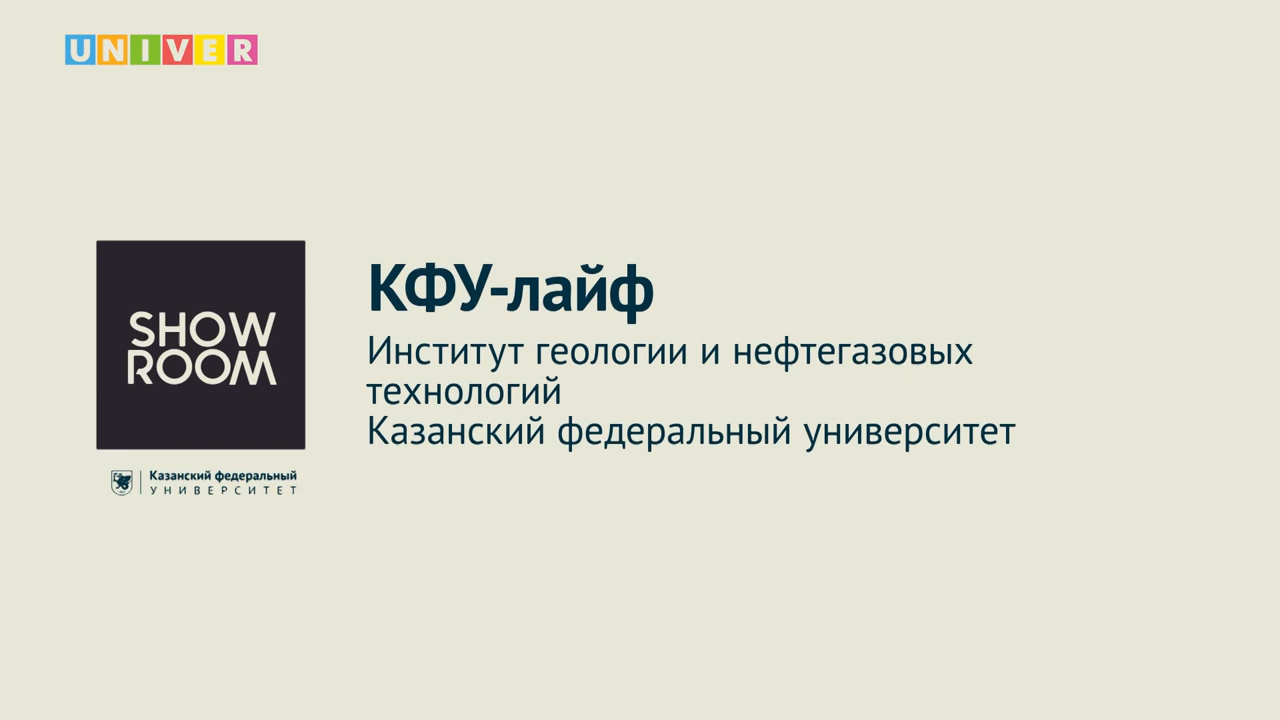 UNIVER
SHOW
ROOM
Казанский федеральный
УНИВЕРСИТЕТ
КФУ-лайф
Институт геологии и нефтегазовых
технологий
Казанский федеральный университет